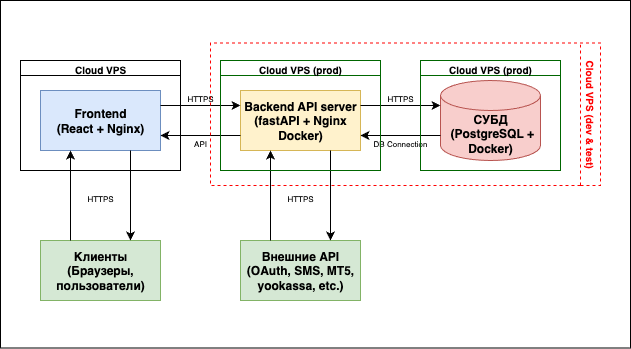 Cloud VPS
Cloud VPS (prod)
Cloud VPS (prod)
Cloud VPS (dev & test)
Frontend
(React + Nginx)
HTTPS
API
Backend API server
(fastAPI + Nginx
Docker)
HTTPS
DB Connection
СУБД
(PostgreSQL +
Docker)
HTTPS
HTTPS
Клиенты
(Браузеры,
пользователи)
Внешние API
(OAuth, SMS, MT5,
yookassa, etc.)